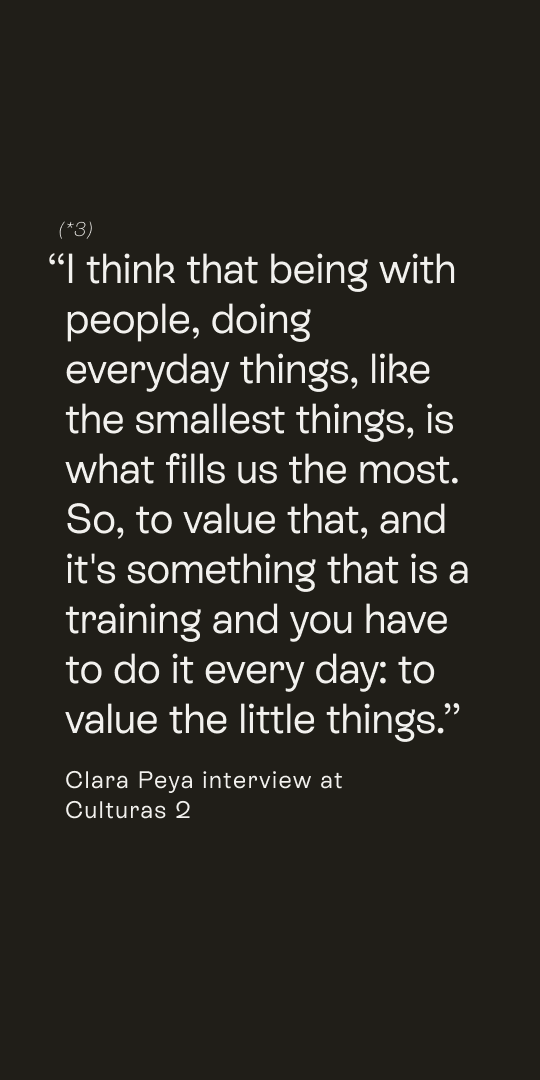 (*3)
“I think that being with
people, doing
everyday things, like
the smallest things, is
what fills us the most.
So, to value that, and
it's something that is a
training and you have
to do it every day: to
value the little things.”
Clara Peya interview at
Culturas 2